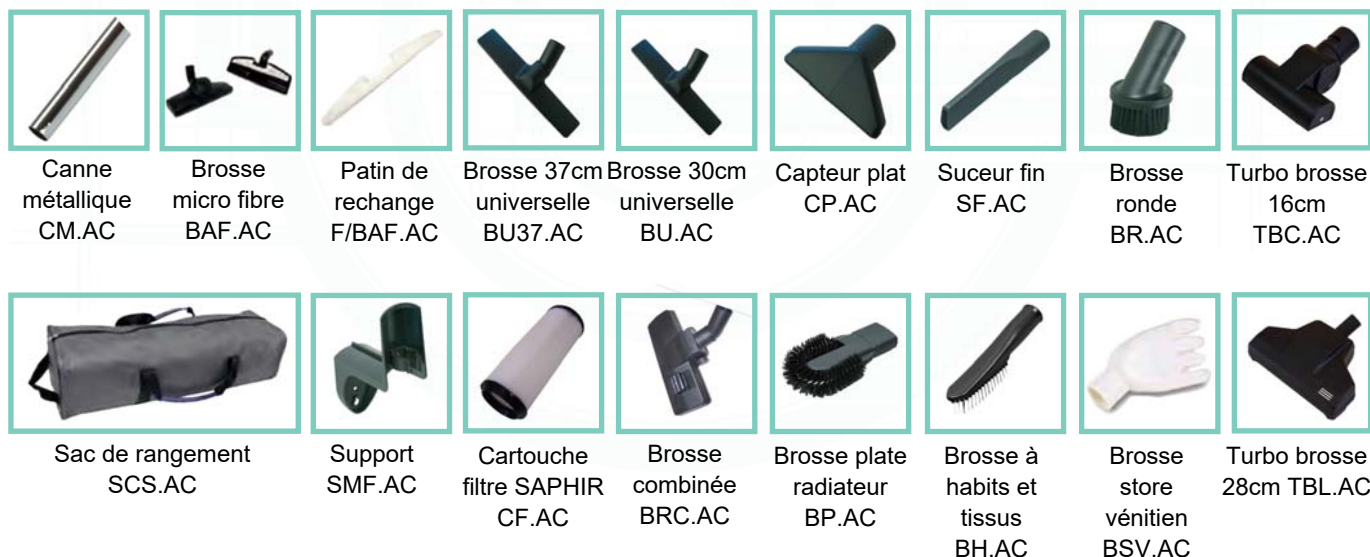 Canne
métallique
CM.AC
Brosse
micro fibre
BAF.AC
Patin de
rechange
F/BAF.AC
Brosse 37cm
universelle
BU37.AC
Brosse 30cm
universelle
BU.AC
Capteur plat
CP.AC
Suceur fin
SF.AC
Brosse
ronde
BR.AC
Turbo brosse
16cm
TBC.AC
Sac de rangement
SCS.AC
Support
SMF.AC
Cartouche
filtre SAPHIR
CF.AC
Brosse
combinée
BRC.AC
Brosse plate
radiateur
BP.AC
Brosse à
habits et
tissus
BH.AC
Brosse
store
vénitien
BSV.AC
Turbo brosse
28cm TBL.AC